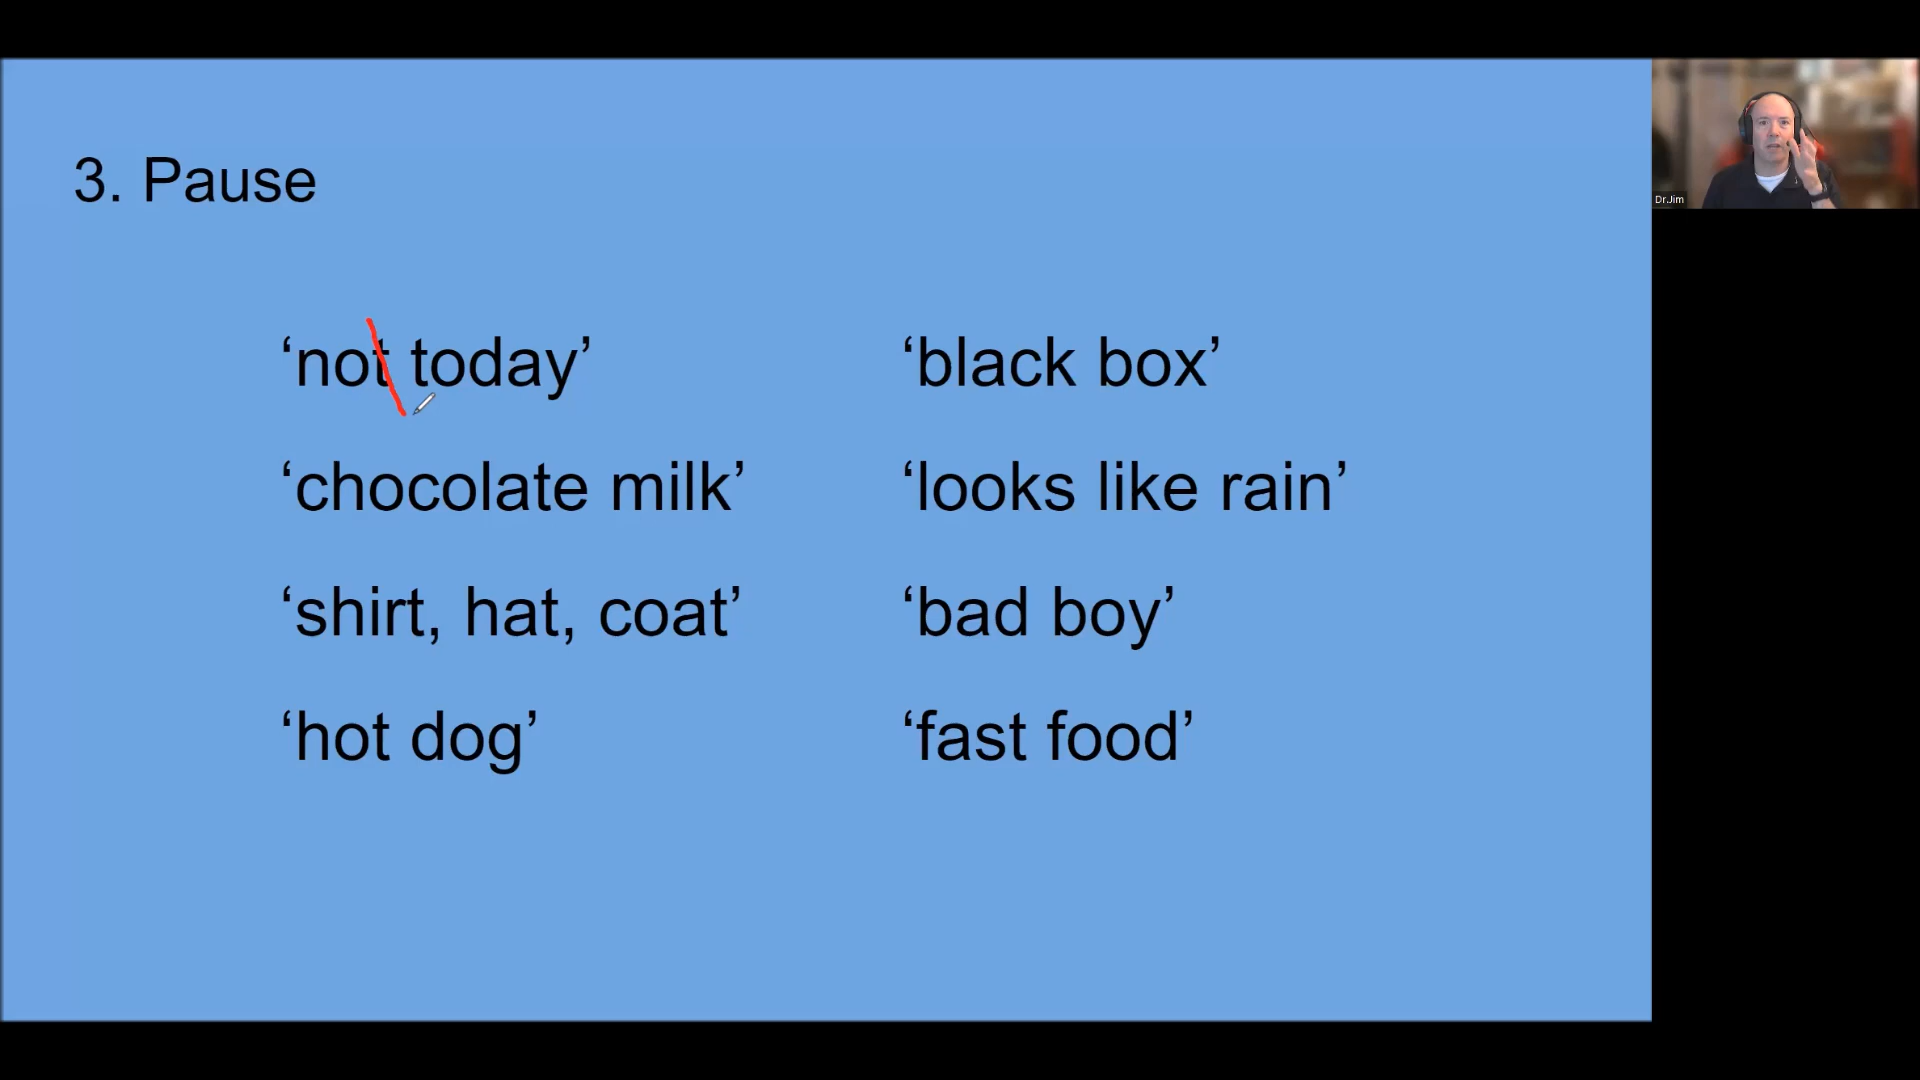 3. Pause
‘not today’
‘chocolate milk’
‘shirt, hat, coat’
‘hot dog’
‘black box’
‘looks like rain’
‘bad boy’
‘fast food’
Dr.Jim